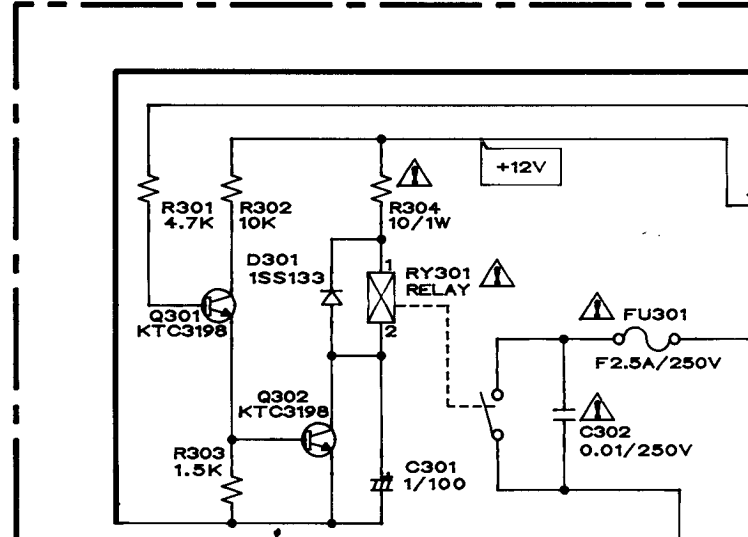 +12V
R301
4.7K
R302
10K
R304
10/1W
D301
1SS133
1
RY301
RELAY
2
Q301
KTC3198
FU301
F2.5A/250V
Q302
KTC3198
C302
0.01/250V
R303
1.5K
C301
1/100